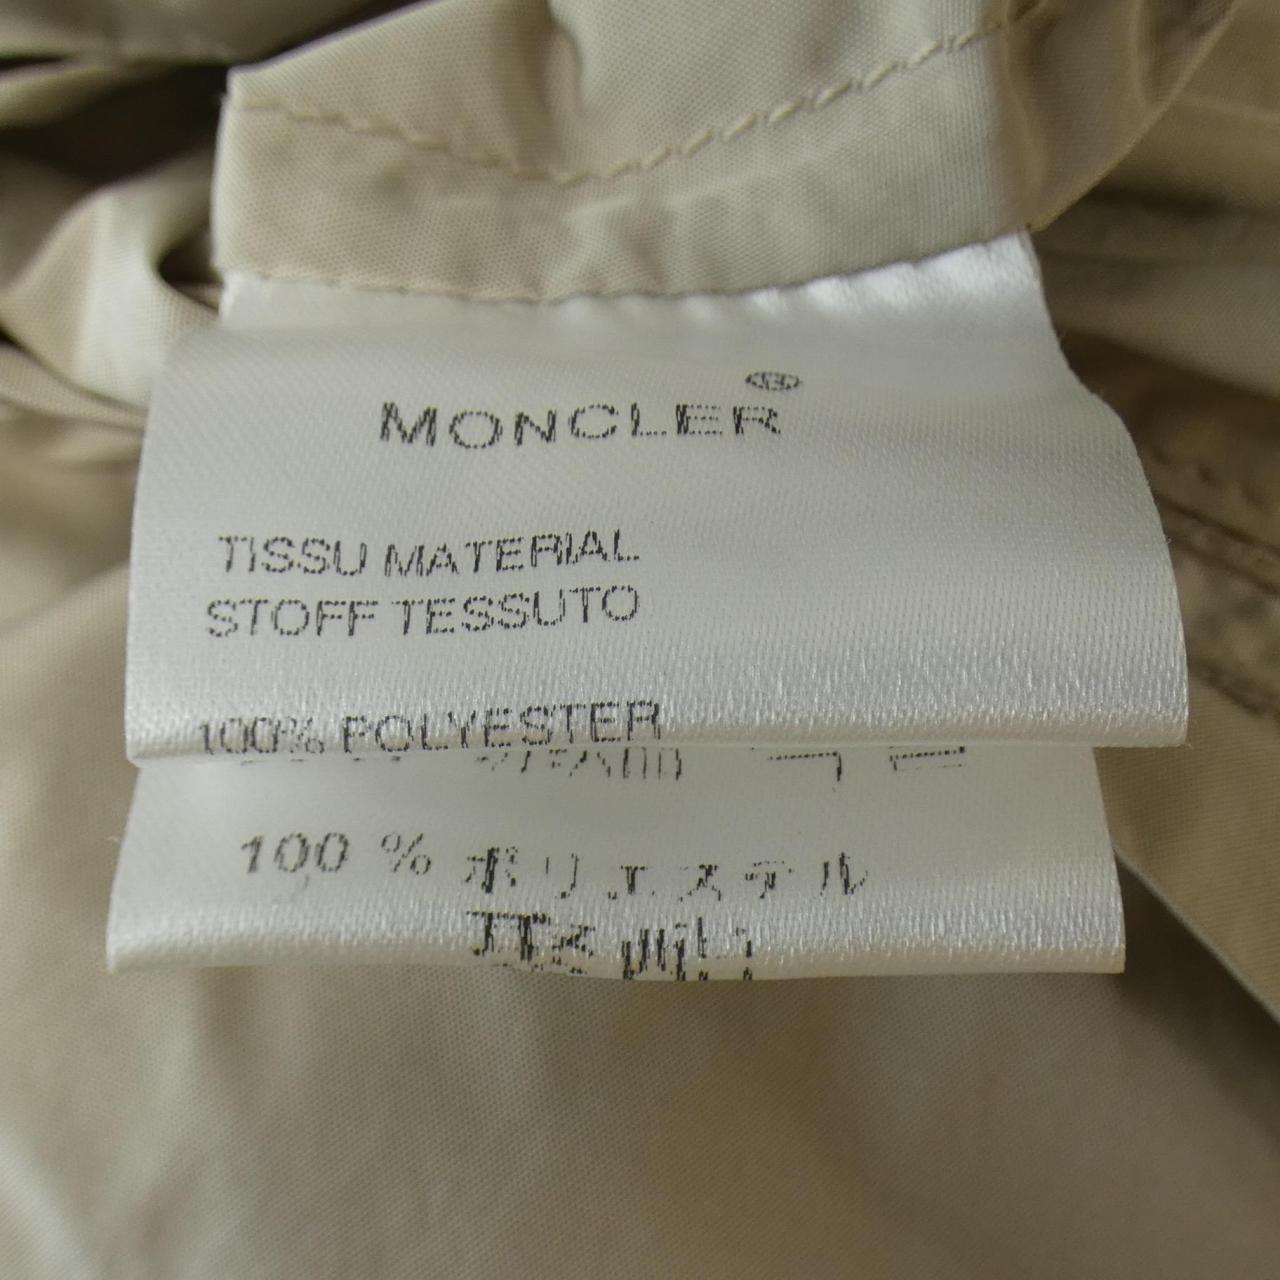 MONCLER®
TISSU MATERIAL
STOFF TESSUTO
100% POLYESTER
100 % ポリエステル